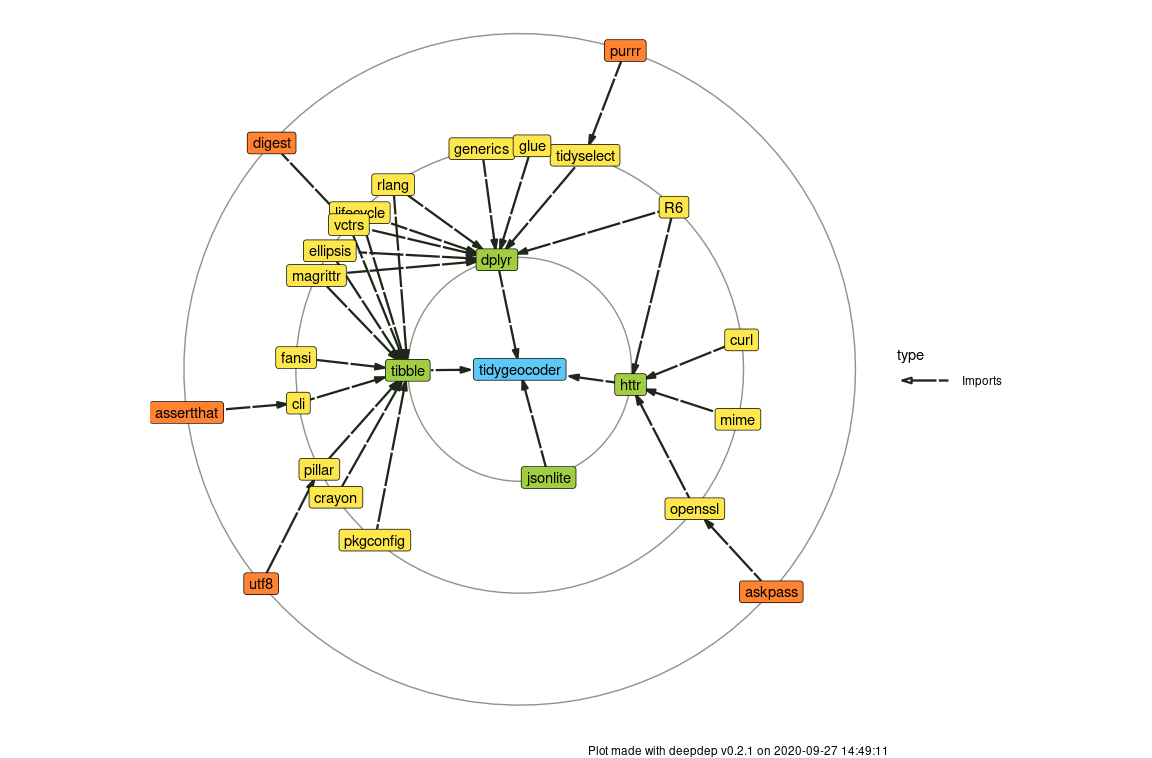 purrr
digest
generics
glue
tidyselect
rlang
R6
lifecycle
vctrs
ellipsis
dplyr
magrittr
curl
fansi
type
tibble
tidygeocoder
httr
Imports
cli
assertthat
mime
pillar
jsonlite
crayon
openssl
pkgconfig
utf8
askpass
Plot made with deepdep v0.2.1 on 2020-09-27 14:49:11